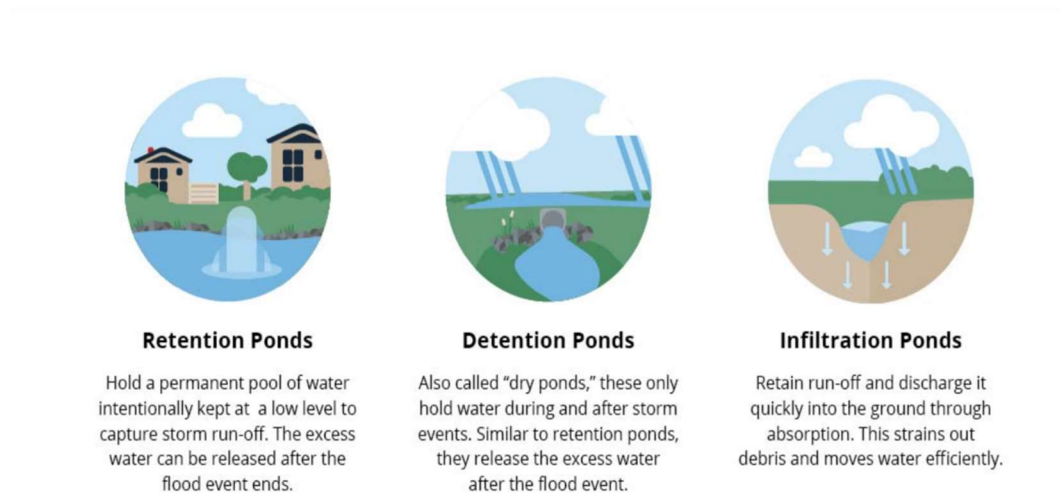 Retention Ponds
Hold a permanent pool of water
intentionally kept at a low level to
capture storm run-off. The excess
water can be released after the
flood event ends.
Detention Ponds
Also called “dry ponds,” these only
hold water during and after storm
events. Similar to retention ponds,
they release the excess water
after the flood event.
Infiltration Ponds
Retain run-off and discharge it
quickly into the ground through
absorption. This strains out
debris and moves water efficiently.